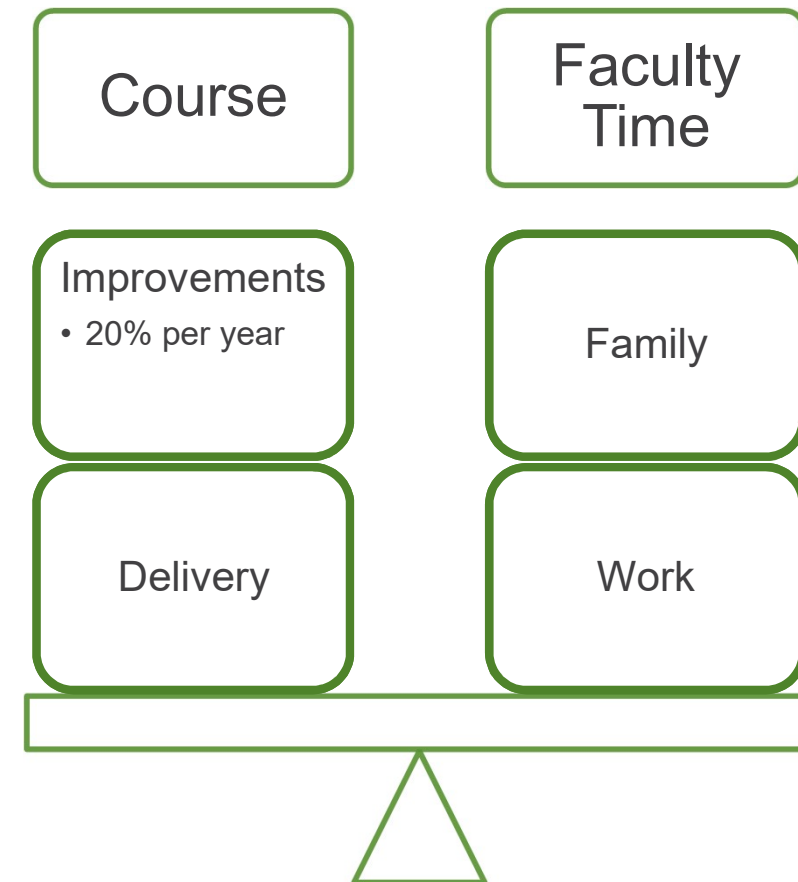 Course
Faculty
Time
Improvements
• 20% per year
Family
Delivery
Work